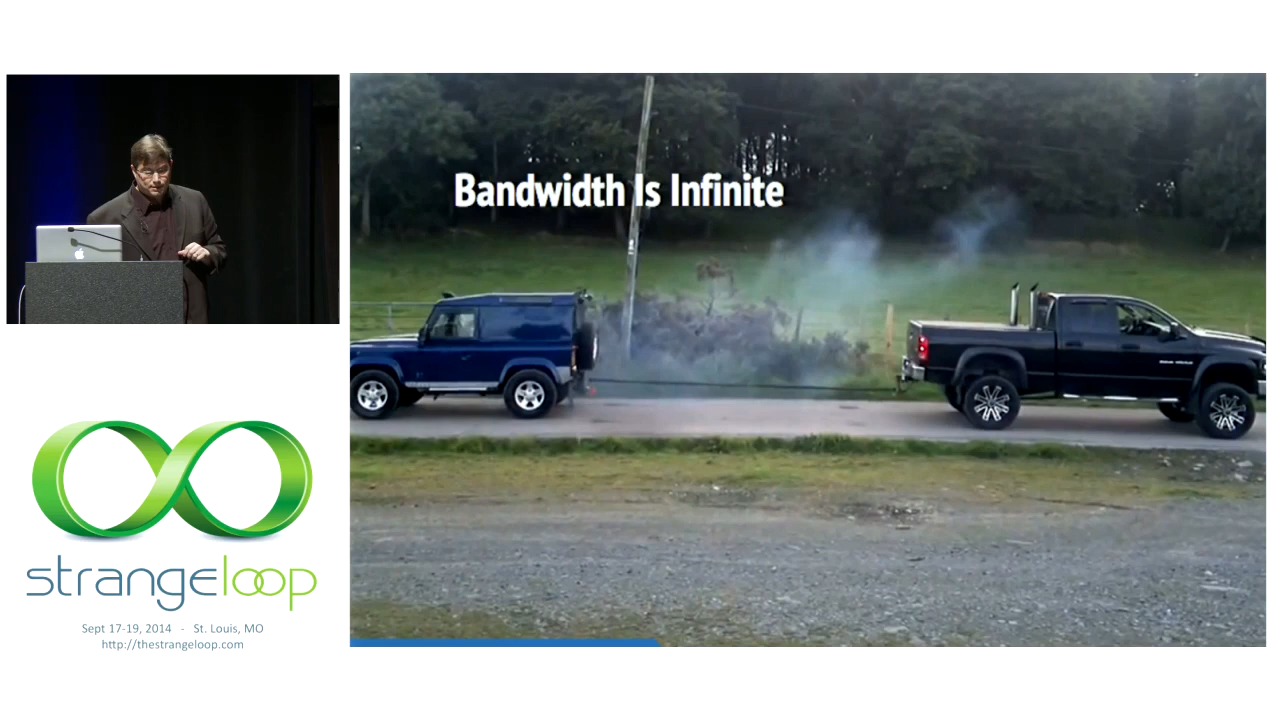 Bandwidth Is Infinite
strangeloop
Sept 17-19, 2014 - St. Louis, MO
http://thestrangeloop.com